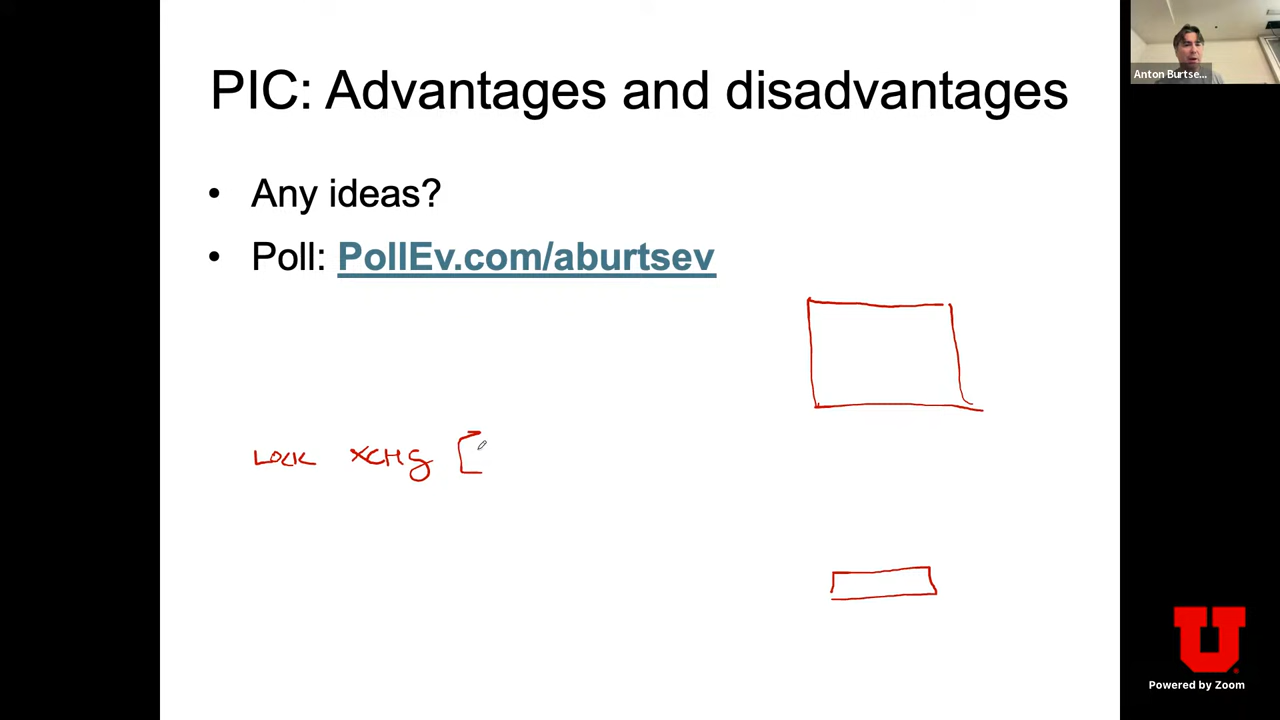 PIC: Advantages and disadvantages
Anton Burtse...
• Any ideas?
• Poll: PollEv.com/aburtsev
LOCK XCHG [
U
Powered by Zoom